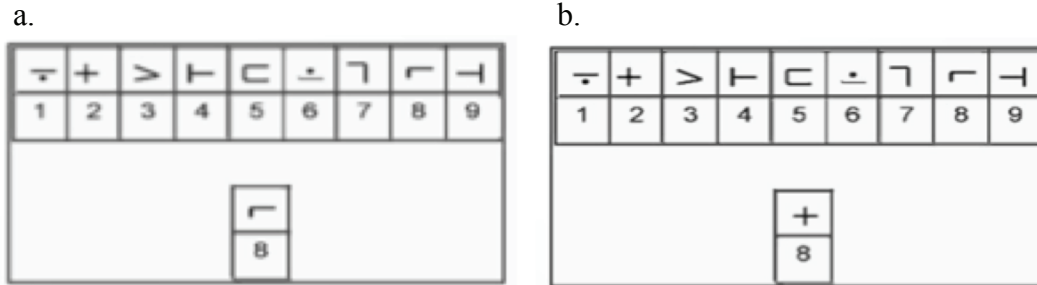 a. b.
∸ + > ⊢ ⊏ ∸ ㄱ ⌐ ⊣
1 2 3 4 5 6 7 8 9
⌐
8
+ > ⊢ ⊏ ㄱ ⌐ ⊣
1 2 3 4 5 6 7 8 9
+
8